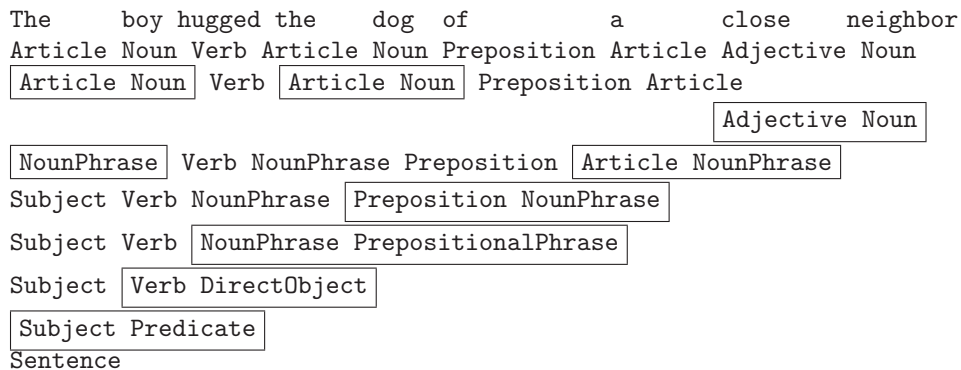 The boy hugged the dog of a close neighbor
Article Noun Verb Article Noun Preposition Article Adjective Noun
Article Noun Verb Article Noun Preposition Article
Adjective Noun
NounPhrase Verb NounPhrase Preposition Article NounPhrase
Subject Verb NounPhrase Preposition NounPhrase
Subject Verb NounPhrase PrepositionalPhrase
Subject Verb DirectObject
Subject Predicate
Sentence